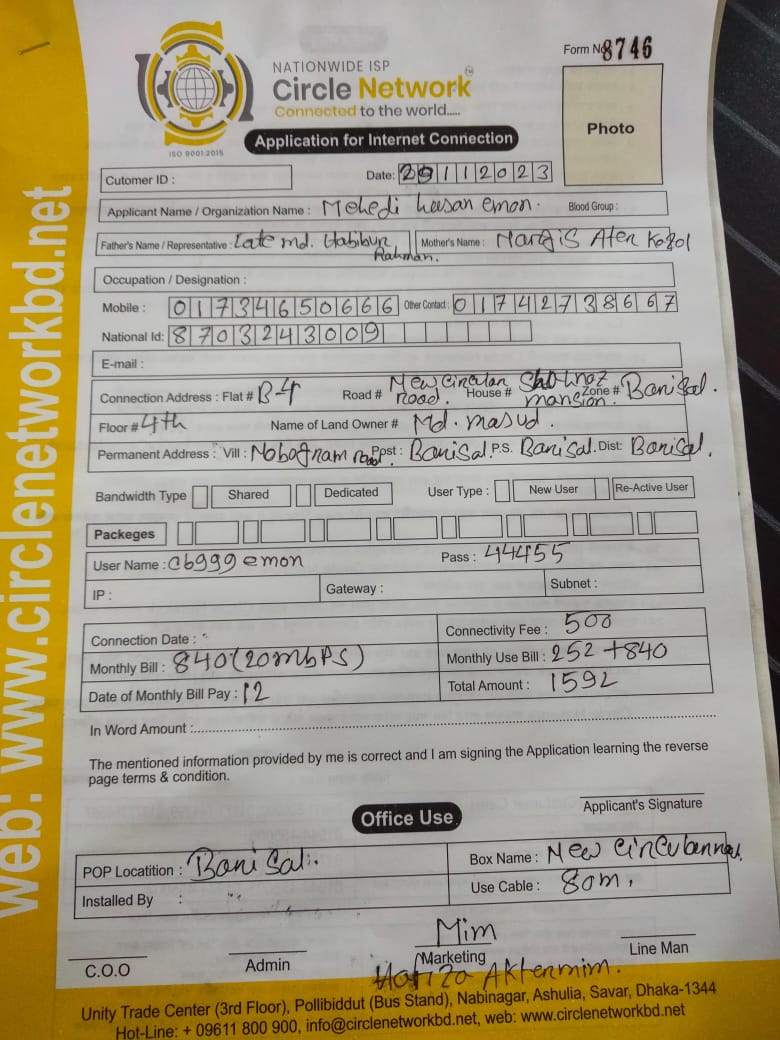 Form No 8746
NATIONWIDE ISP
Circle Network
Connected to the world.....
ISO 9001:2015
Application for Internet Connection
Photo
Cutomer ID :
Date: 29112023
Applicant Name / Organization Name : Mehedi hasan emon. Blood Group :
Father's Name / Representative : Late md. Habibur Rahman. Mother's Name : Nargis Ater
Occupation / Designation :
Mobile : 01734650666 Other Contact : 01742738667
National Id: 8703243009
E-mail :
Connection Address : Flat # B-4 Road # New Circular Road. House # mansion. Zone # Barisal.
Floor # 4th Name of Land Owner # Md. masud.
Permanent Address : Vill : Nobogram road. Post : Barisal. P.S. Barisal. Dist: Barisal.
Bandwidth Type Shared Dedicated User Type : New User Re-Active User
Packeges
User Name : cb999emon Pass : 44455
IP : Gateway : Subnet :
Connection Date : Connectivity Fee : 500
Monthly Bill : 840 (20mbps) Monthly Use Bill : 252 + 840
Date of Monthly Bill Pay : 12 Total Amount : 1592
In Word Amount :
The mentioned information provided by me is correct and I am signing the Application learning the reverse
page terms & condition.
Applicant's Signature
Office Use
POP Locatition : Barisal. Box Name : New
Installed By : Use Cable : 80m.
Mim
C.O.O Admin Marketing Line Man
Aktermim.
Unity Trade Center (3rd Floor), Pollibiddut (Bus Stand), Nabinagar, Ashulia, Savar, Dhaka-1344
Hot-Line: + 09611 800 900, info@circlenetworkbd.net, web: www.circlenetworkbd.net
web: www.circlenetworkbd.net